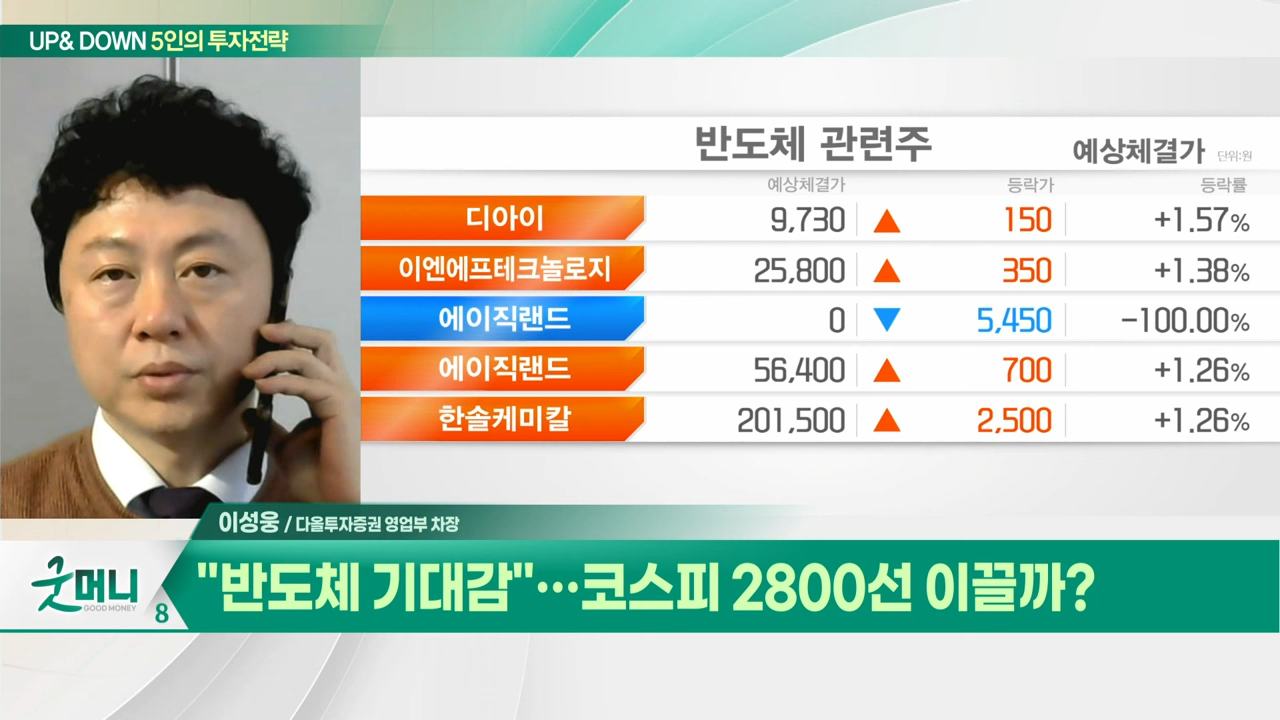 UP& DOWN 5인의 투자전략
반도체 관련주 예상체결가 단위:원
예상체결가 등락가 등락률
디아이 9,730 ▲ 150 +1.57%
이엔에프테크놀로지 25,800 ▲ 350 +1.38%
에이직랜드 0 ▼ 5,450 -100.00%
에이직랜드 56,400 ▲ 700 +1.26%
한솔케미칼 201,500 ▲ 2,500 +1.26%
이성웅 / 다올투자증권 영업부 차장
굿머니 GOOD MONEY 8
"반도체 기대감"…코스피 2800선 이끌까?